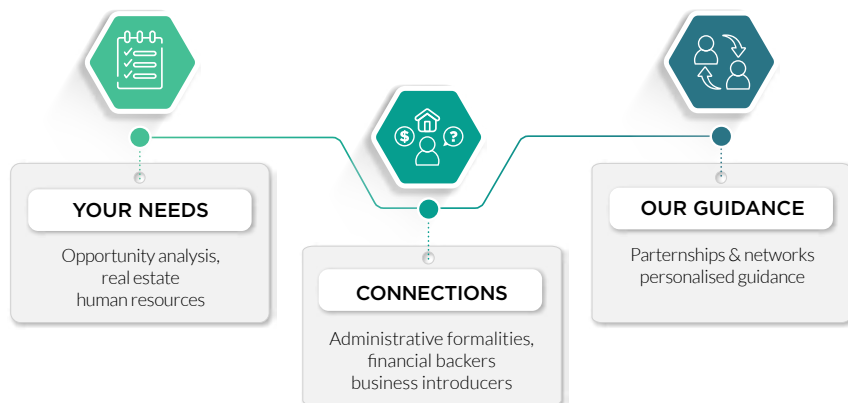 YOUR NEEDS
Opportunity analysis,
real estate
human resources
CONNECTIONS
Administrative formalities,
financial backers
business introducers
OUR GUIDANCE
Parternships & networks
personalised guidance
$
?